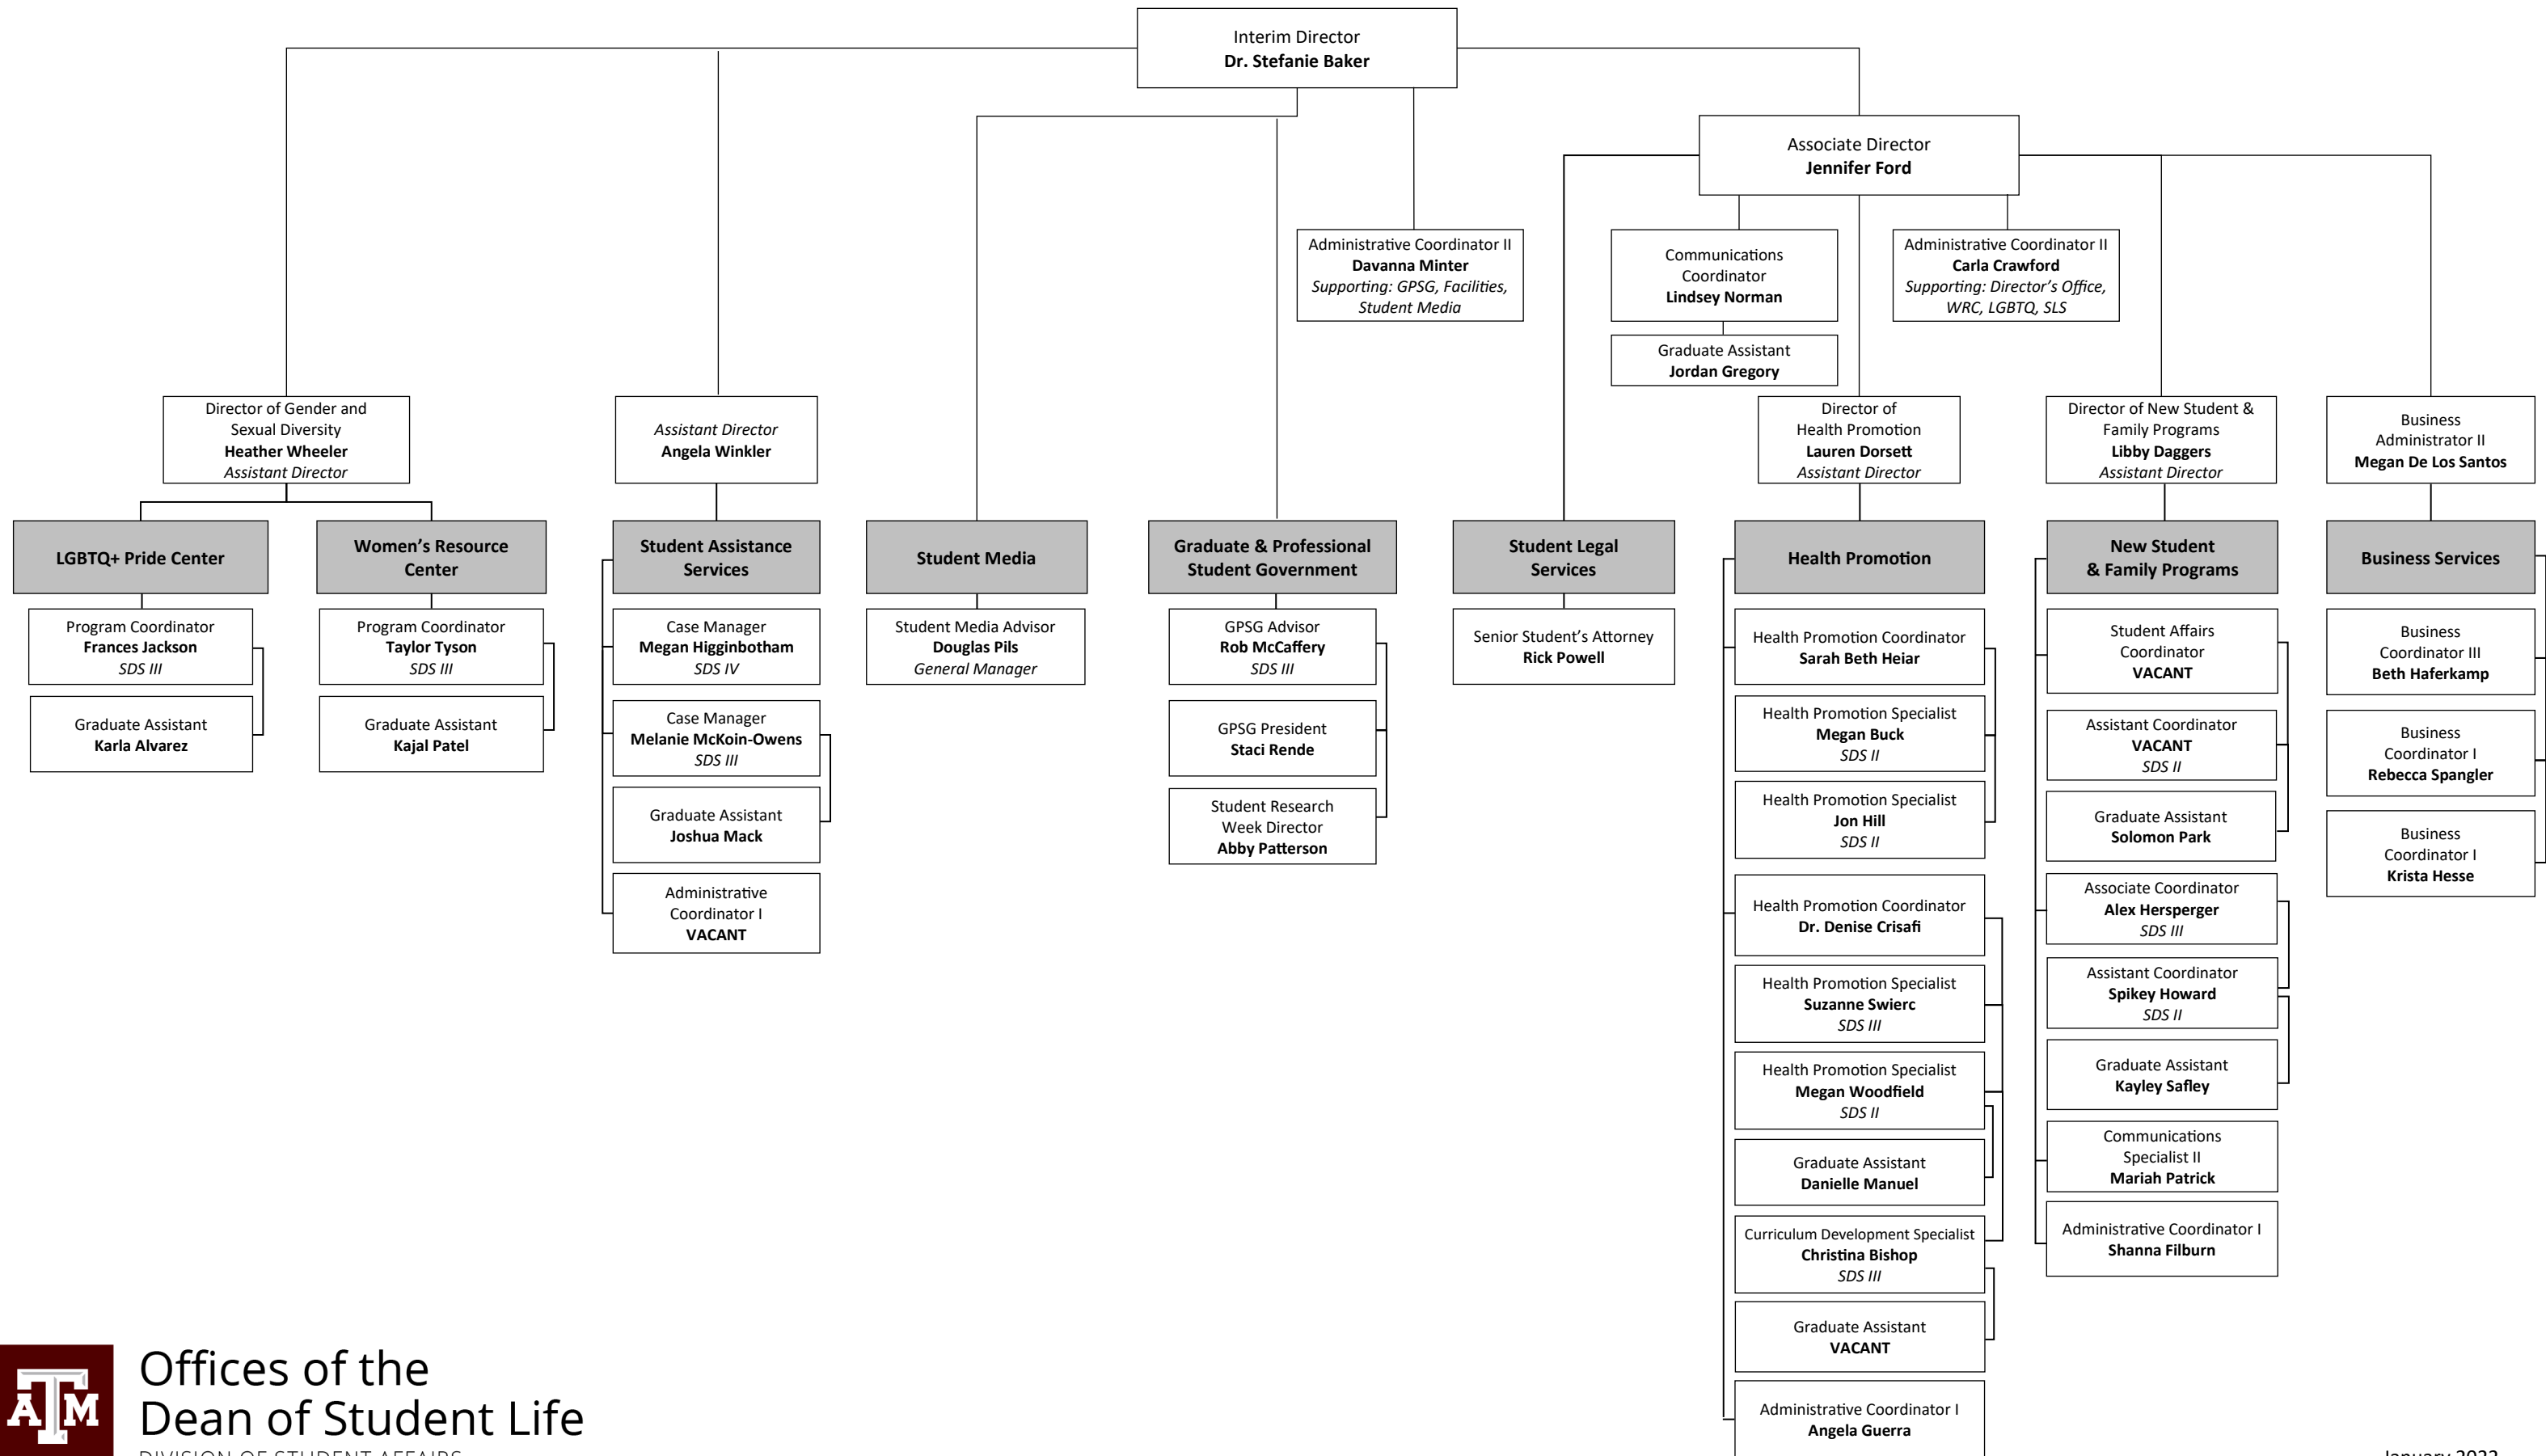 Interim Director
Dr. Stefanie Baker
Associate Director
Jennifer Ford
Administrative Coordinator II
Davanna Minter
Supporting: GPSG, Facilities,
Student Media
Communications
Coordinator
Lindsey Norman
Administrative Coordinator II
Carla Crawford
Supporting: Director’s Office,
WRC, LGBTQ, SLS
Graduate Assistant
Jordan Gregory
Director of Gender and
Sexual Diversity
Heather Wheeler
Assistant Director
Assistant Director
Angela Winkler
Director of
Health Promotion
Lauren Dorsett
Assistant Director
Director of New Student &
Family Programs
Libby Daggers
Assistant Director
Business
Administrator II
Megan De Los Santos
LGBTQ+ Pride Center
Program Coordinator
Frances Jackson
SDS III
Graduate Assistant
Karla Alvarez
Women’s Resource
Center
Program Coordinator
Taylor Tyson
SDS III
Graduate Assistant
Kajal Patel
Student Assistance
Services
Case Manager
Megan Higginbotham
SDS IV
Case Manager
Melanie McKoin-Owens
SDS III
Graduate Assistant
Joshua Mack
Administrative
Coordinator I
VACANT
Student Media
Student Media Advisor
Douglas Pils
General Manager
Graduate & Professional
Student Government
GPSG Advisor
Rob McCaffery
SDS III
GPSG President
Staci Rende
Student Research
Week Director
Abby Patterson
Student Legal
Services
Senior Student’s Attorney
Rick Powell
Health Promotion
Health Promotion Coordinator
Sarah Beth Heiar
Health Promotion Specialist
Megan Buck
SDS II
Health Promotion Specialist
Jon Hill
SDS II
Health Promotion Coordinator
Dr. Denise Crisafi
Health Promotion Specialist
Suzanne Swierc
SDS III
Health Promotion Specialist
Megan Woodfield
SDS II
Graduate Assistant
Danielle Manuel
Curriculum Development Specialist
Christina Bishop
SDS III
Graduate Assistant
VACANT
Administrative Coordinator I
Angela Guerra
New Student
& Family Programs
Student Affairs
Coordinator
VACANT
Assistant Coordinator
VACANT
SDS II
Graduate Assistant
Solomon Park
Associate Coordinator
Alex Hersperger
SDS III
Assistant Coordinator
Spikey Howard
SDS II
Graduate Assistant
Kayley Safley
Communications
Specialist II
Mariah Patrick
Administrative Coordinator I
Shanna Filburn
Business Services
Business
Coordinator III
Beth Haferkamp
Business
Coordinator I
Rebecca Spangler
Business
Coordinator I
Krista Hesse
ATM
Offices of the
Dean of Student Life
DIVISION OF STUDENT AFFAIRS
January 2022